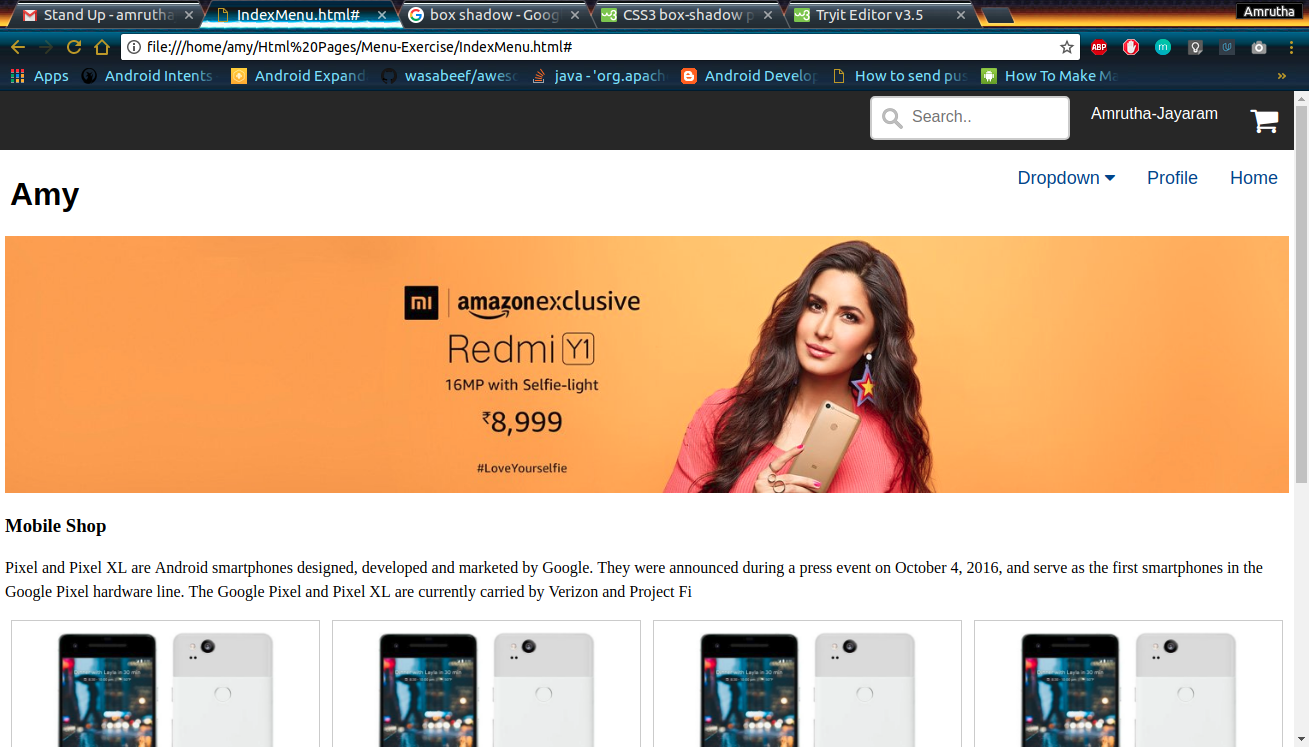 Stand Up - amrutha
IndexMenu.html#
box shadow - Goog
CSS3 box-shadow p
Tryit Editor v3.5
Amrutha
file:///home/amy/Html%20Pages/Menu-Exercise/IndexMenu.html#
ABP
m
Apps
Android Intents
Android Expand
wasabeef/awesc
java - 'org.apach
Android Develop
How to send pus
How To Make Ma
»
Search..
Amrutha-Jayaram
Amy
Dropdown
Profile
Home
mi | amazonexclusive
Redmi Y1
16MP with Selfie-light
₹8,999
#LoveYourselfie
Mobile Shop
Pixel and Pixel XL are Android smartphones designed, developed and marketed by Google. They were announced during a press event on October 4, 2016, and serve as the first smartphones in the
Google Pixel hardware line. The Google Pixel and Pixel XL are currently carried by Verizon and Project Fi